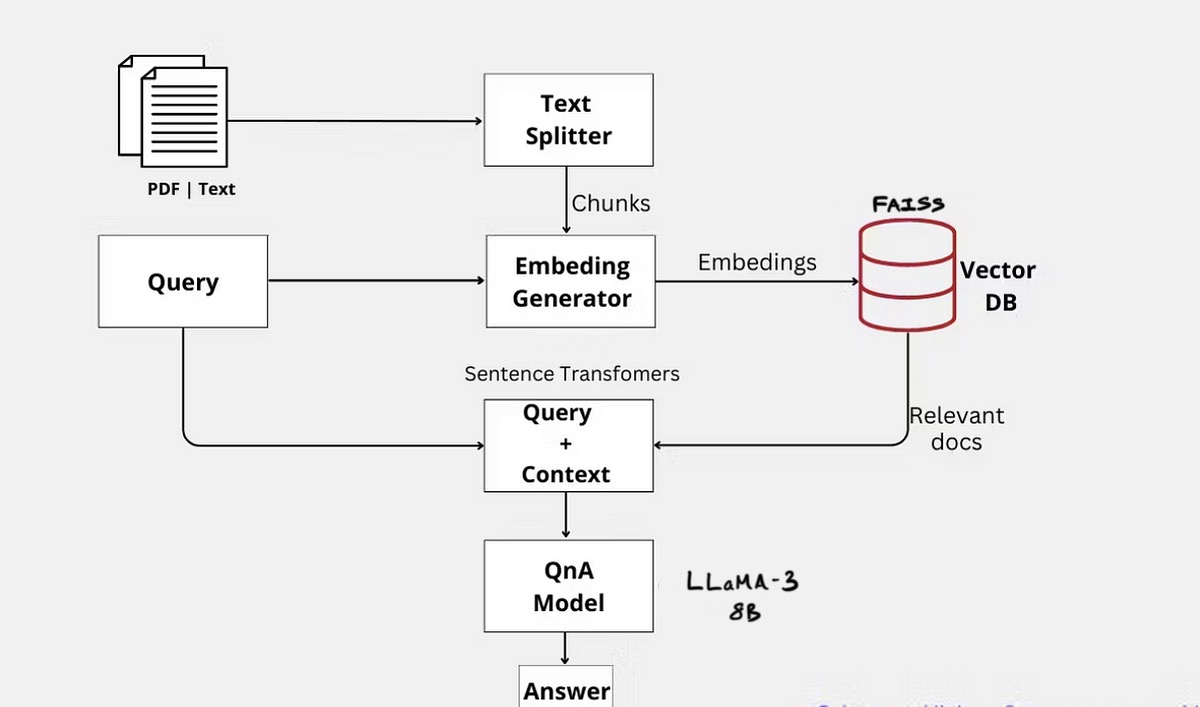 Text
Splitter
PDF | Text
Chunks
FAISS
Query
Embeding
Generator
Embedings
Vector
DB
Sentence Transfomers
Query
+
Context
Relevant
docs
QnA
Model
LLaMA-3
8B
Answer